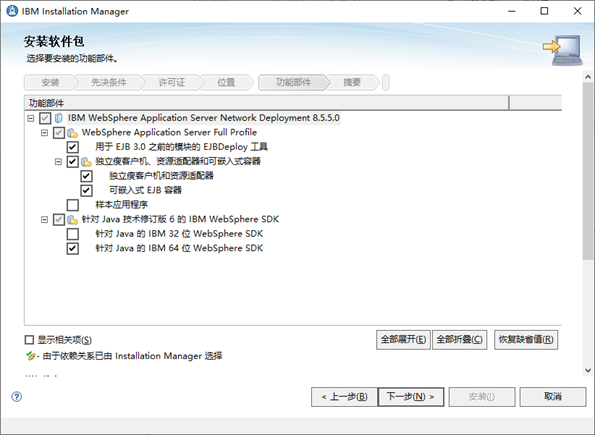 IBM Installation Manager
安装软件包
选择要安装的功能部件。
安装 先决条件 许可证 位置 功能部件 摘要
功能部件
IBM WebSphere Application Server Network Deployment 8.5.5.0
WebSphere Application Server Full Profile
用于 EJB 3.0 之前的模块的 EJBDeploy 工具
独立瘦客户机、资源适配器和可嵌入式容器
独立瘦客户机和资源适配器
可嵌入式 EJB 容器
样本应用程序
针对 Java 技术修订版 6 的 IBM WebSphere SDK
针对 Java 的 IBM 32 位 WebSphere SDK
针对 Java 的 IBM 64 位 WebSphere SDK
显示相关项(S) 全部展开(E) 全部折叠(C) 恢复缺省值(R)
- 由于依赖关系已由 Installation Manager 选择
? < 上一步(B) 下一步(N) > 安装(I) 取消